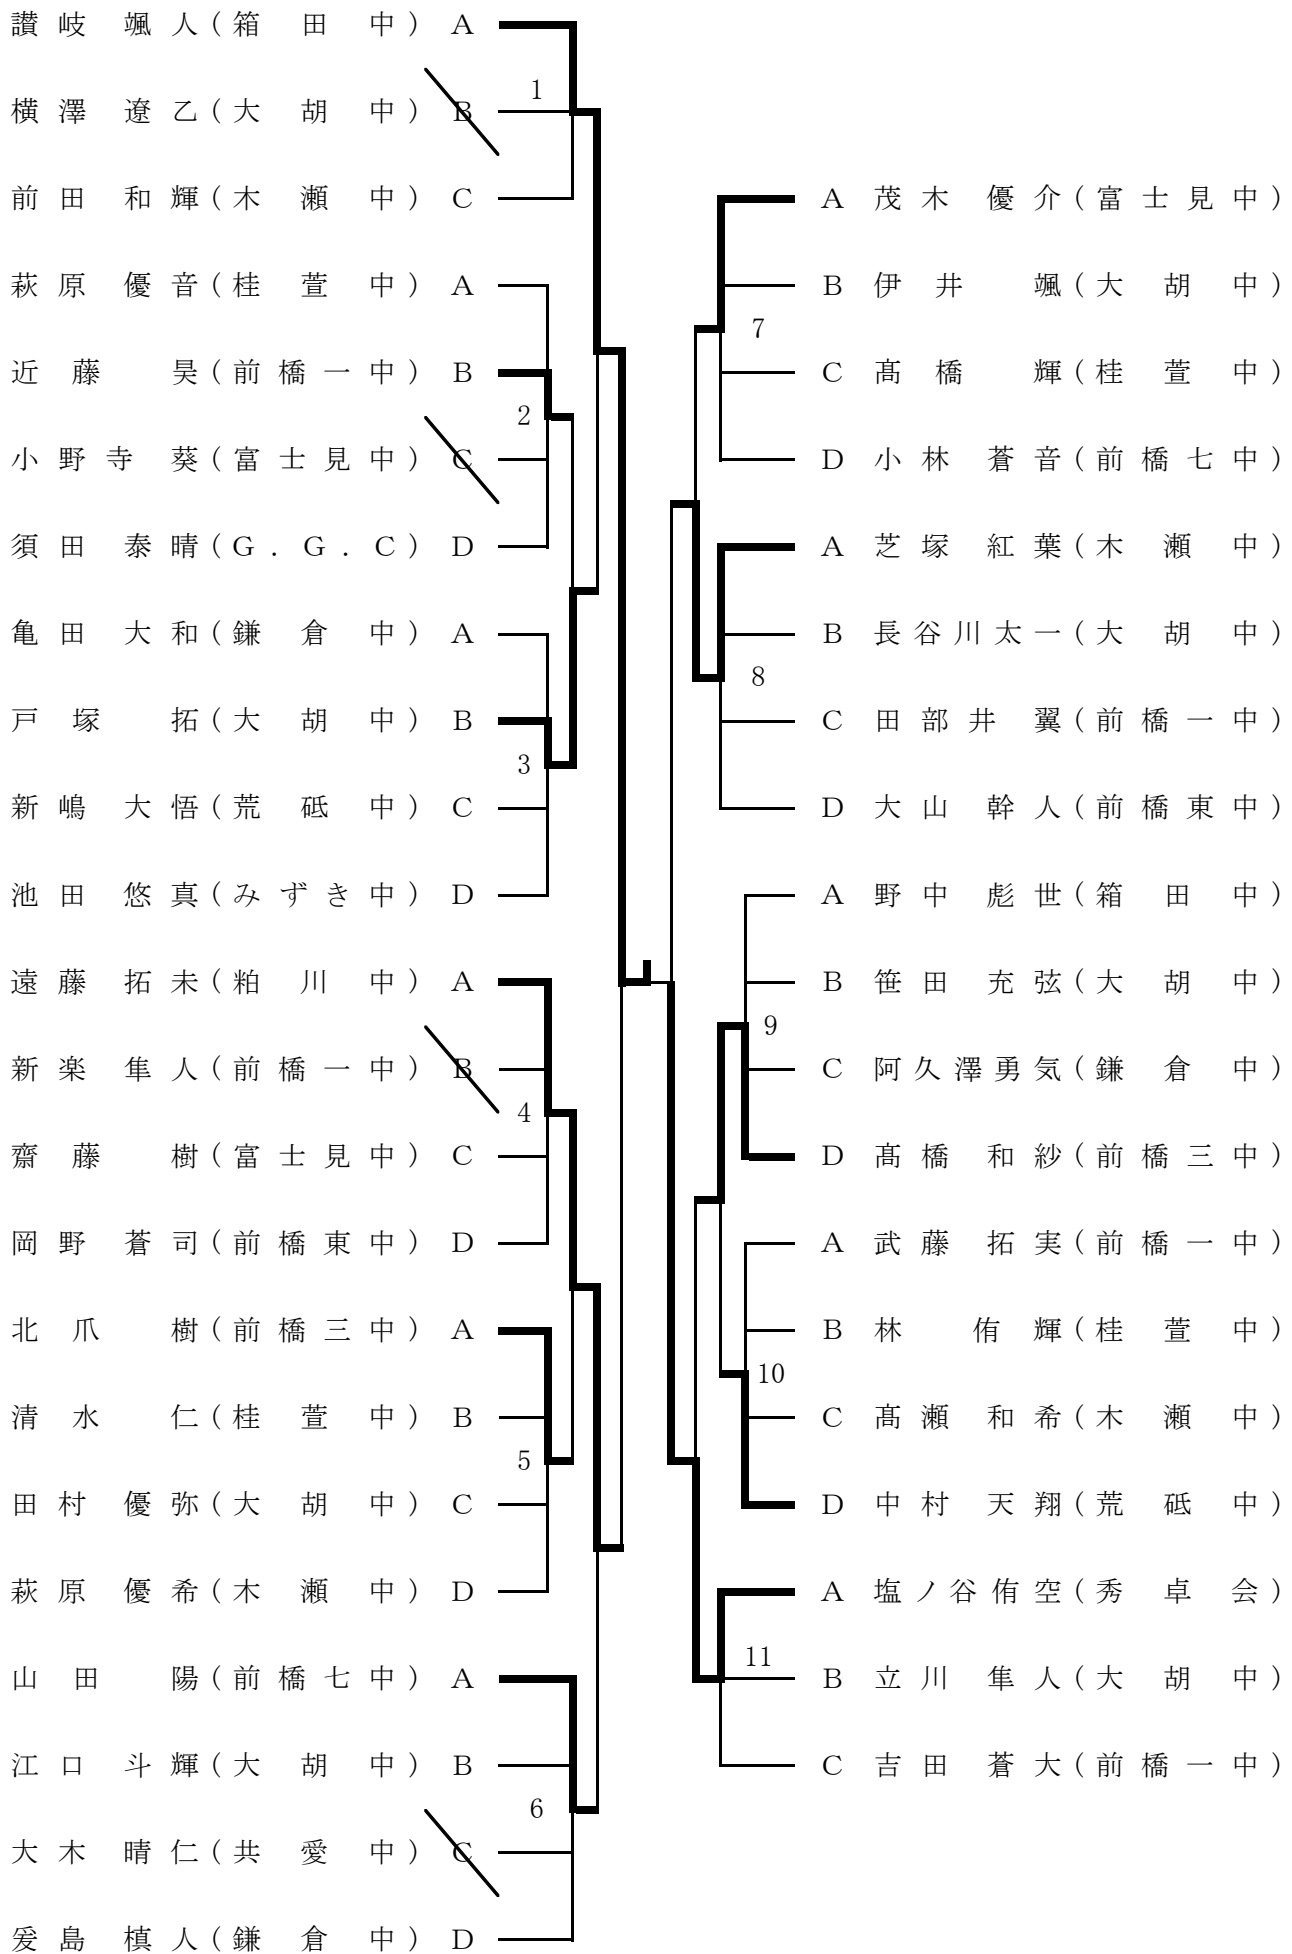 讃岐 颯人(箱田中) A
1
横澤 遼乙(大胡中) B
前田 和輝(木瀬中) C
萩原 優音(桂萱中) A
近藤 昊(前橋一中) B
2
小野寺 葵(富士見中) C
須田 泰晴(G.G.C) D
亀田 大和(鎌倉中) A
戸塚 拓(大胡中) B
3
新嶋 大悟(荒砥中) C
池田 悠真(みずき中) D
遠藤 拓未(粕川中) A
新楽 隼人(前橋一中) B
4
齋藤 樹(富士見中) C
岡野 蒼司(前橋東中) D
北爪 樹(前橋三中) A
清水 仁(桂萱中) B
5
田村 優弥(大胡中) C
萩原 優希(木瀬中) D
山田 陽(前橋七中) A
江口 斗輝(大胡中) B
6
大木 晴仁(共愛中) C
爰島 槙人(鎌倉中) D
A 茂木 優介(富士見中)
B 伊井 颯(大胡中)
7
C 髙橋 輝(桂萱中)
D 小林 蒼音(前橋七中)
A 芝塚 紅葉(木瀬中)
B 長谷川太一(大胡中)
8
C 田部井 翼(前橋一中)
D 大山 幹人(前橋東中)
A 野中 彪世(箱田中)
B 笹田 充弦(大胡中)
9
C 阿久澤勇気(鎌倉中)
D 髙橋 和紗(前橋三中)
A 武藤 拓実(前橋一中)
B 林 侑輝(桂萱中)
10
C 髙瀬 和希(木瀬中)
D 中村 天翔(荒砥中)
A 塩ノ谷侑空(秀卓会)
11
B 立川 隼人(大胡中)
C 吉田 蒼大(前橋一中)